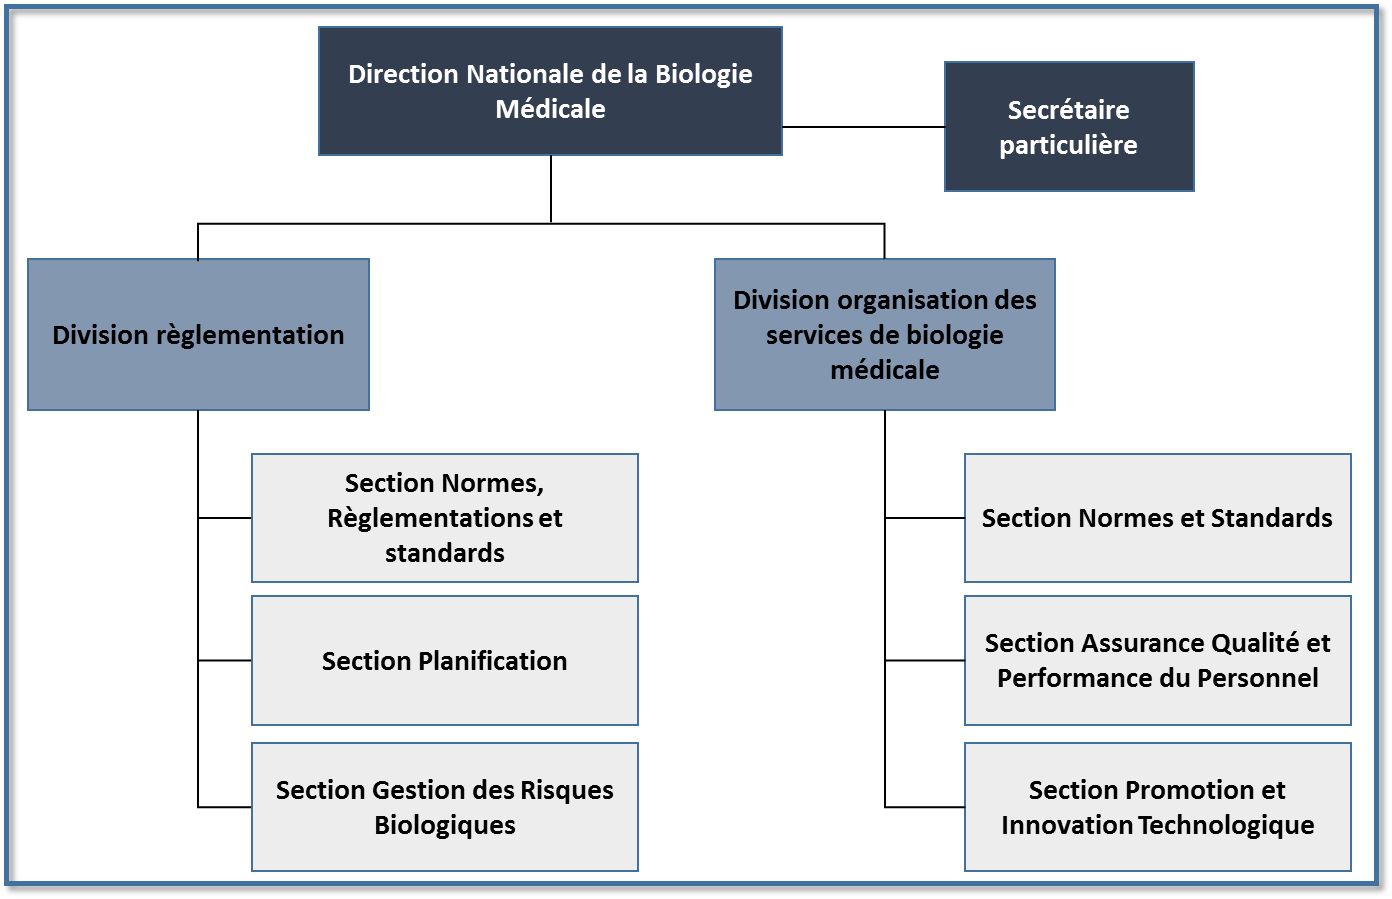 Direction Nationale de la Biologie
Médicale
Secrétaire
particulière
Division règlementation
Division organisation des
services de biologie
médicale
Section Normes,
Règlementations et
standards
Section Planification
Section Gestion des Risques
Biologiques
Section Normes et Standards
Section Assurance Qualité et
Performance du Personnel
Section Promotion et
Innovation Technologique